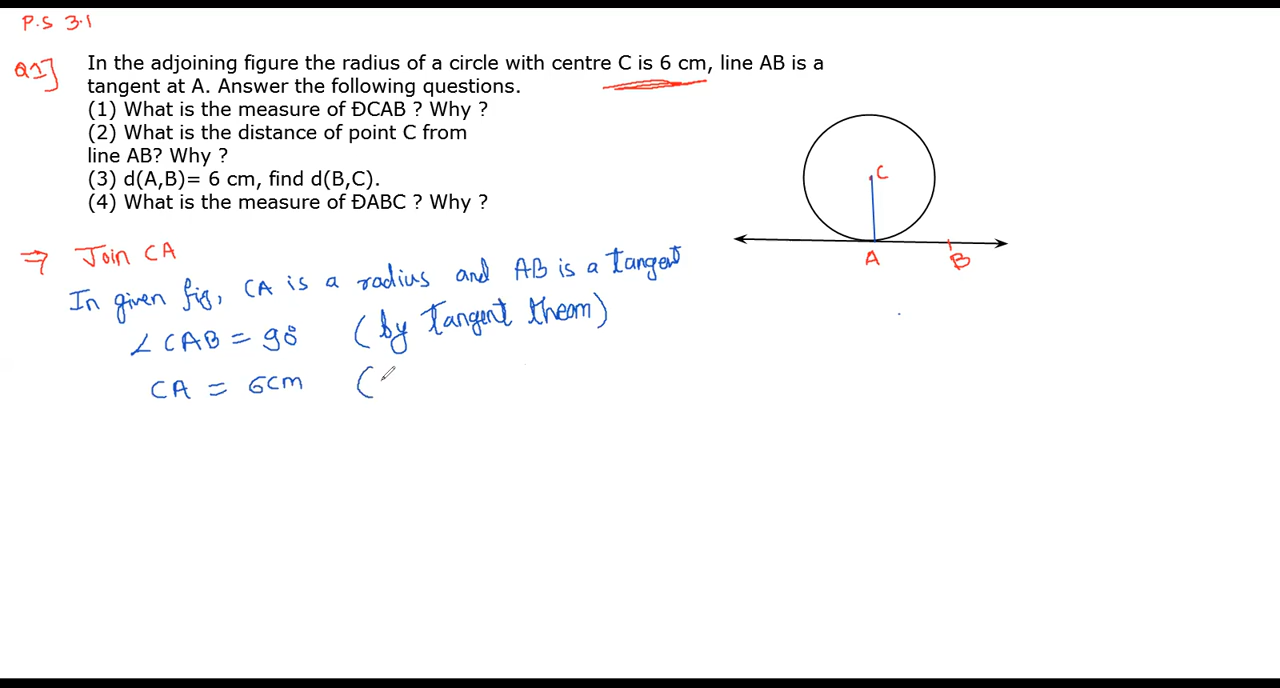 P.S 3.1
Q1] In the adjoining figure the radius of a circle with centre C is 6 cm, line AB is a
tangent at A. Answer the following questions.
(1) What is the measure of ÐCAB ? Why ?
(2) What is the distance of point C from
line AB? Why ?
(3) d(A,B)= 6 cm, find d(B,C).
(4) What is the measure of ÐABC ? Why ?
C
A
B
⇒ Join CA
In given fig, CA is a radius and AB is a tangent
∠CAB = 90° (by Tangent theom)
CA = 6cm (